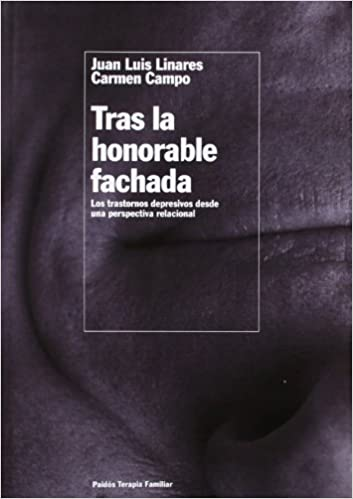 Juan Luis Linares
Carmen Campo
Tras la
honorable
fachada
Los trastornos depresivos desde
una perspectiva relacional
Paidós Terapia Familiar